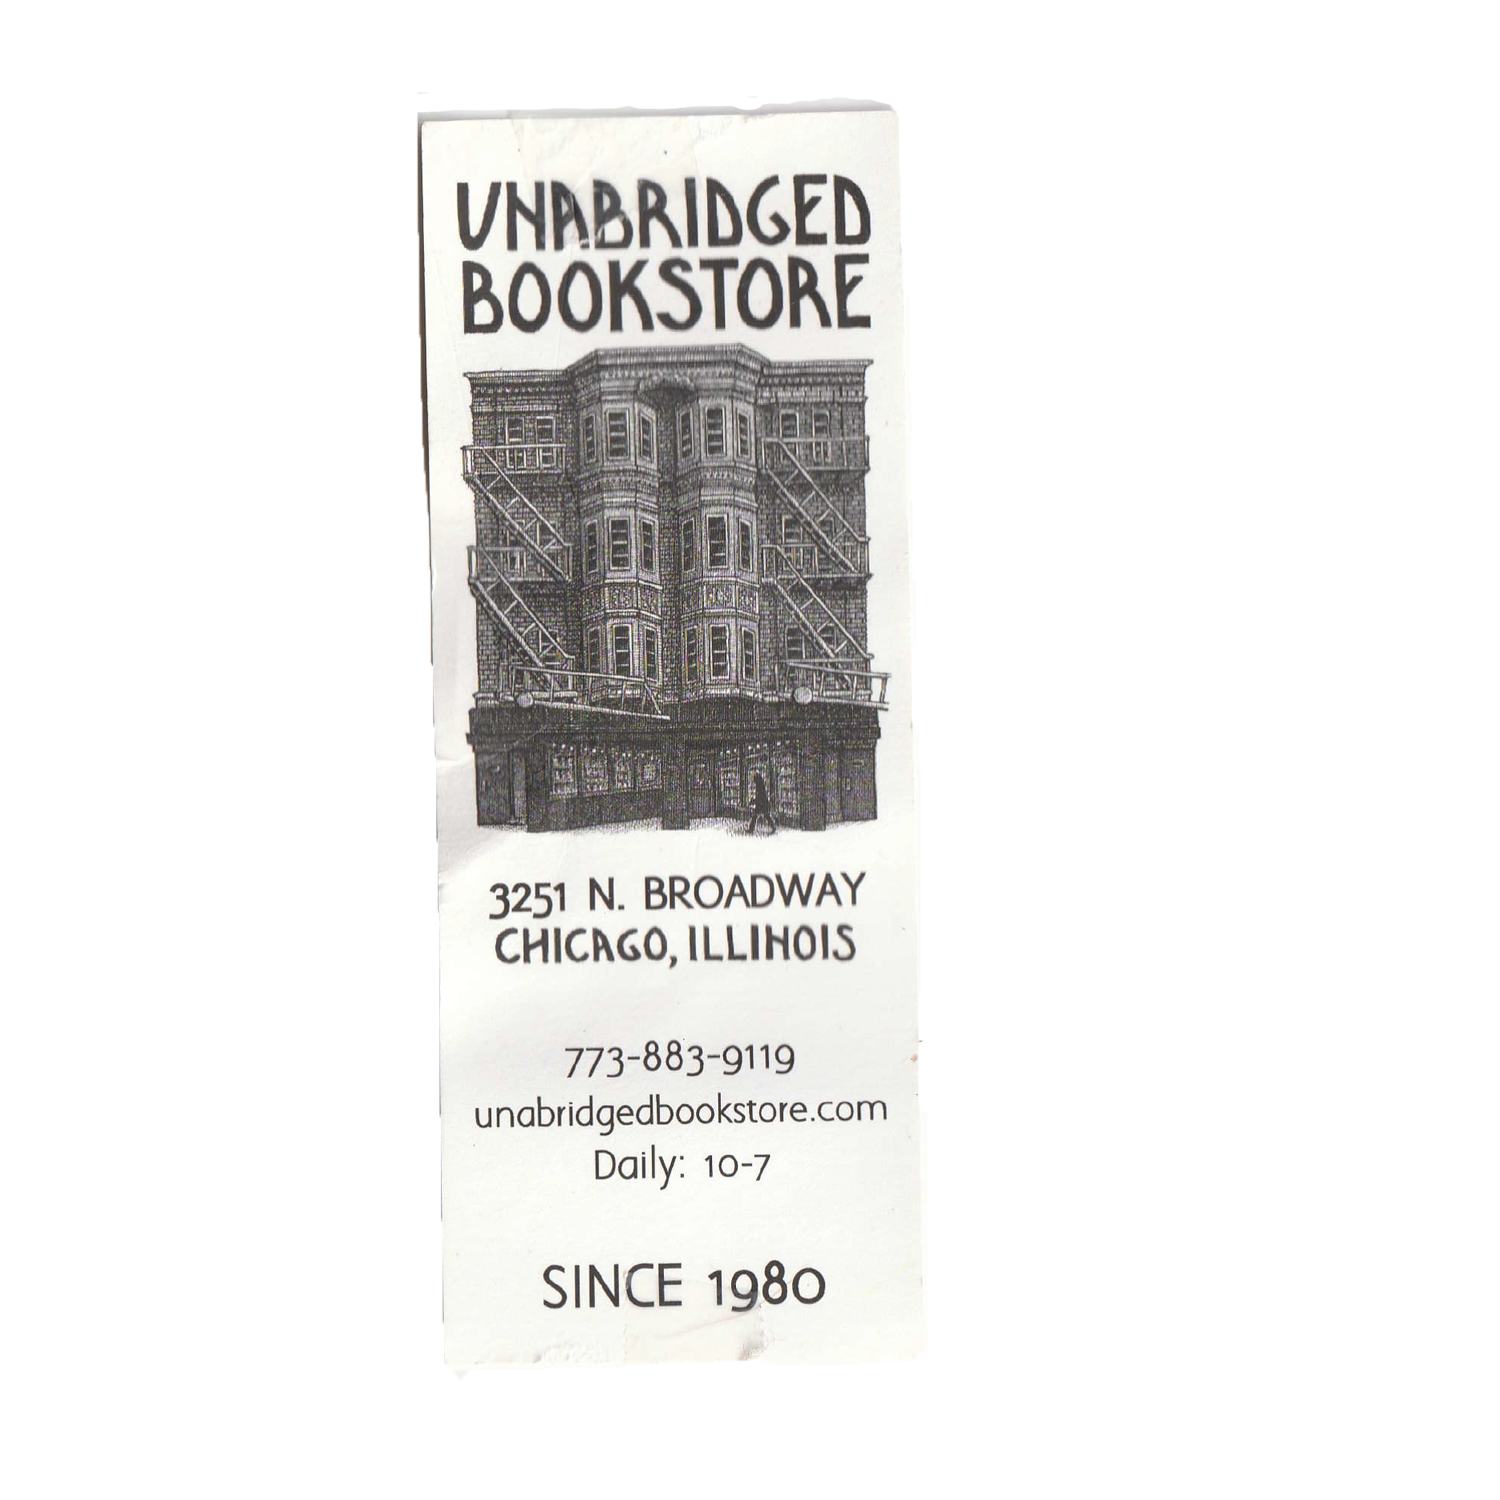 UNABRIDGED
BOOKSTORE
3251 N. BROADWAY
CHICAGO, ILLINOIS
773-883-9119
unabridgedbookstore.com
Daily: 10-7
SINCE 1980